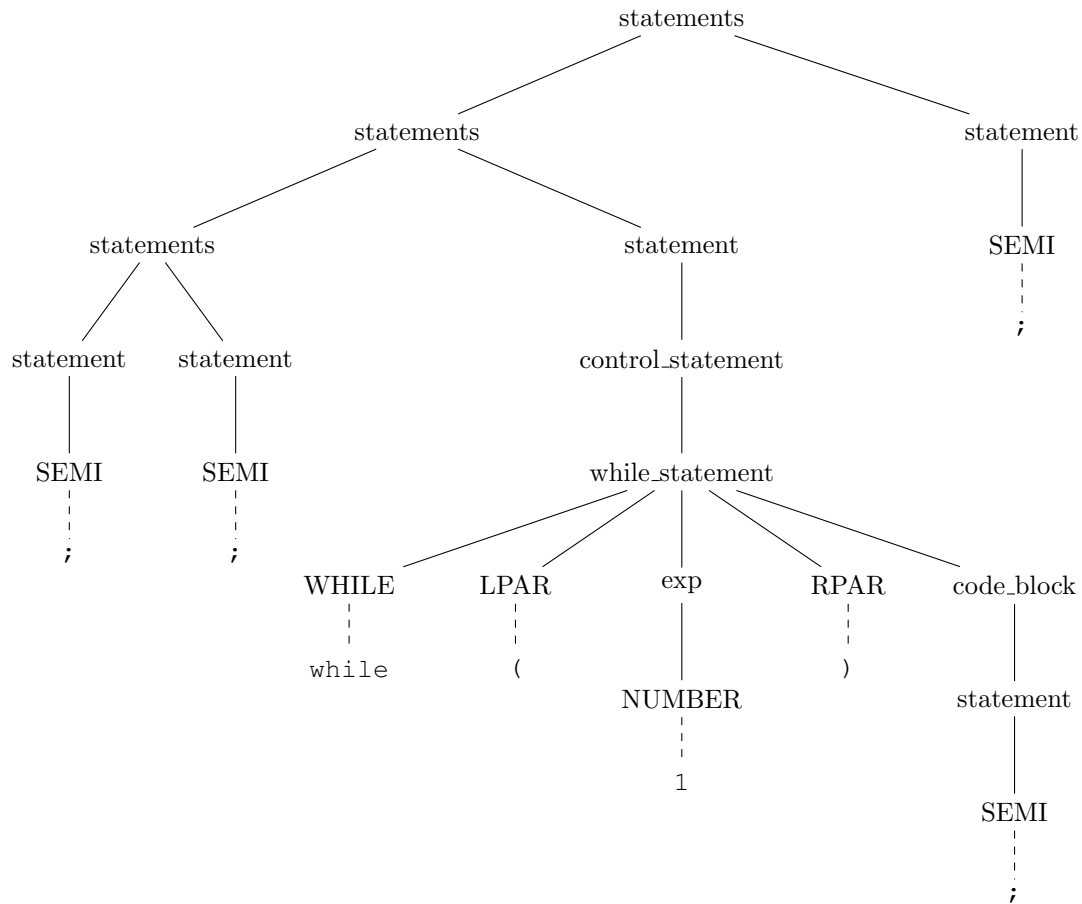 statements
statements statement
statements statement SEMI
;
statement statement control_statement
SEMI SEMI while_statement
; ;
WHILE LPAR exp RPAR code_block
while ( )
NUMBER statement
1
SEMI
;